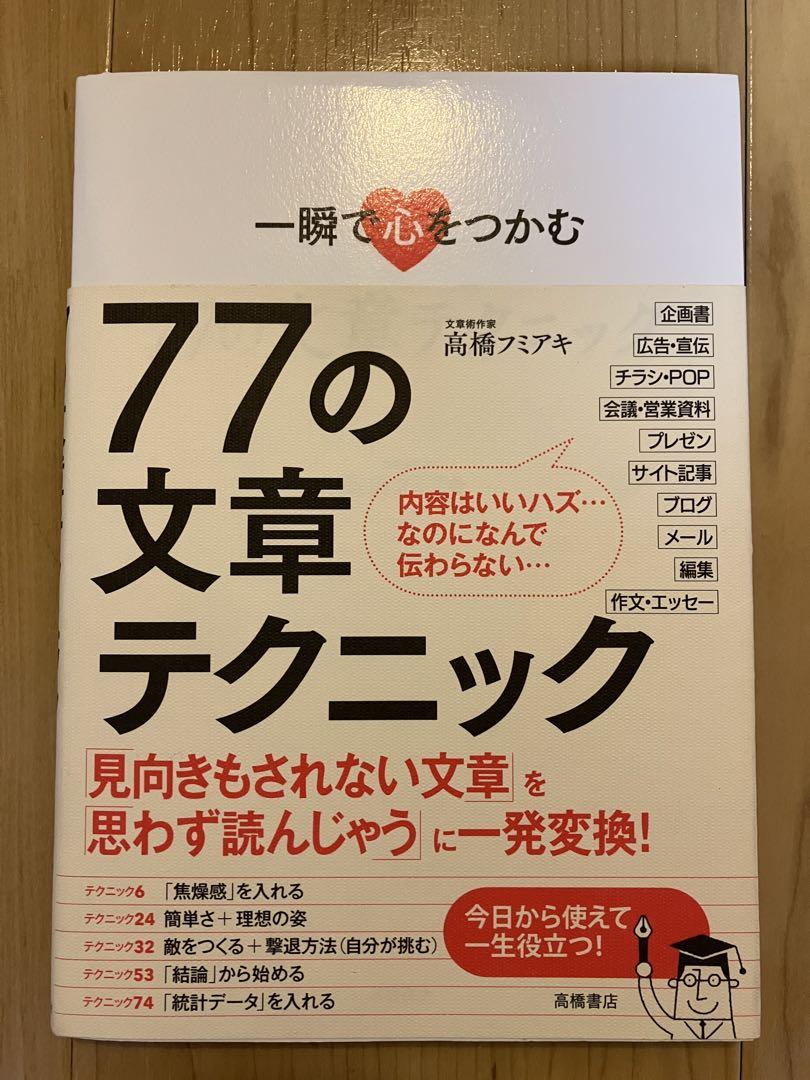 一瞬で心をつかむ
77の
文章
テクニック
文章術作家
高橋フミアキ
企画書
広告・宣伝
チラシ・POP
会議・営業資料
プレゼン
サイト記事
ブログ
メール
編集
作文・エッセー
内容はいいハズ…
なのになんで
伝わらない…
「見向きもされない文章」を
「思わず読んじゃう」に一発変換！
テクニック6 「焦燥感」を入れる
テクニック24 簡単さ＋理想の姿
テクニック32 敵をつくる＋撃退方法（自分が挑む）
テクニック53 「結論」から始める
テクニック74 「統計データ」を入れる
今日から使えて
一生役立つ！
高橋書店